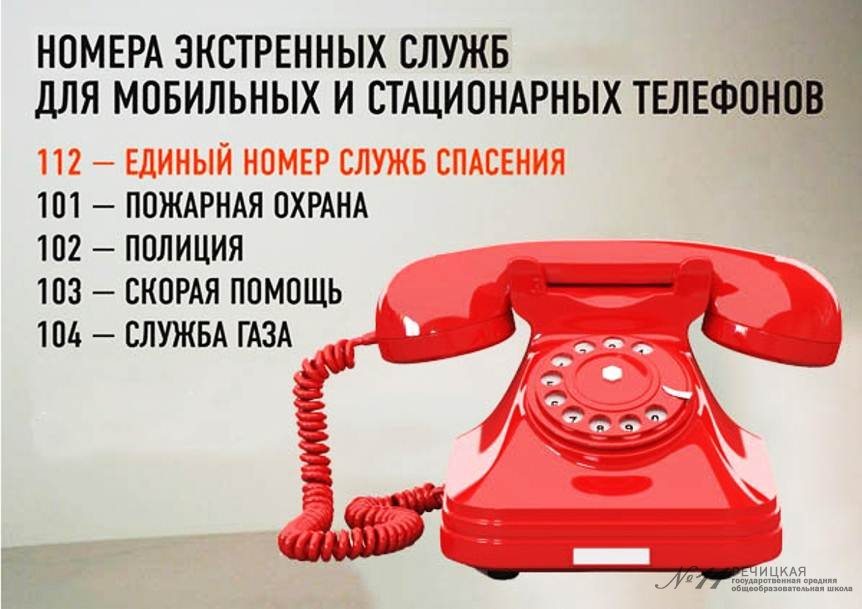 НОМЕРА ЭКСТРЕННЫХ СЛУЖБ
ДЛЯ МОБИЛЬНЫХ И СТАЦИОНАРНЫХ ТЕЛЕФОНОВ
112 – ЕДИНЫЙ НОМЕР СЛУЖБ СПАСЕНИЯ
101 – ПОЖАРНАЯ ОХРАНА
102 – ПОЛИЦИЯ
103 – СКОРАЯ ПОМОЩЬ
104 – СЛУЖБА ГАЗА
№11 РЕЧИЦКАЯ
государственная средняя
общеобразовательная школа